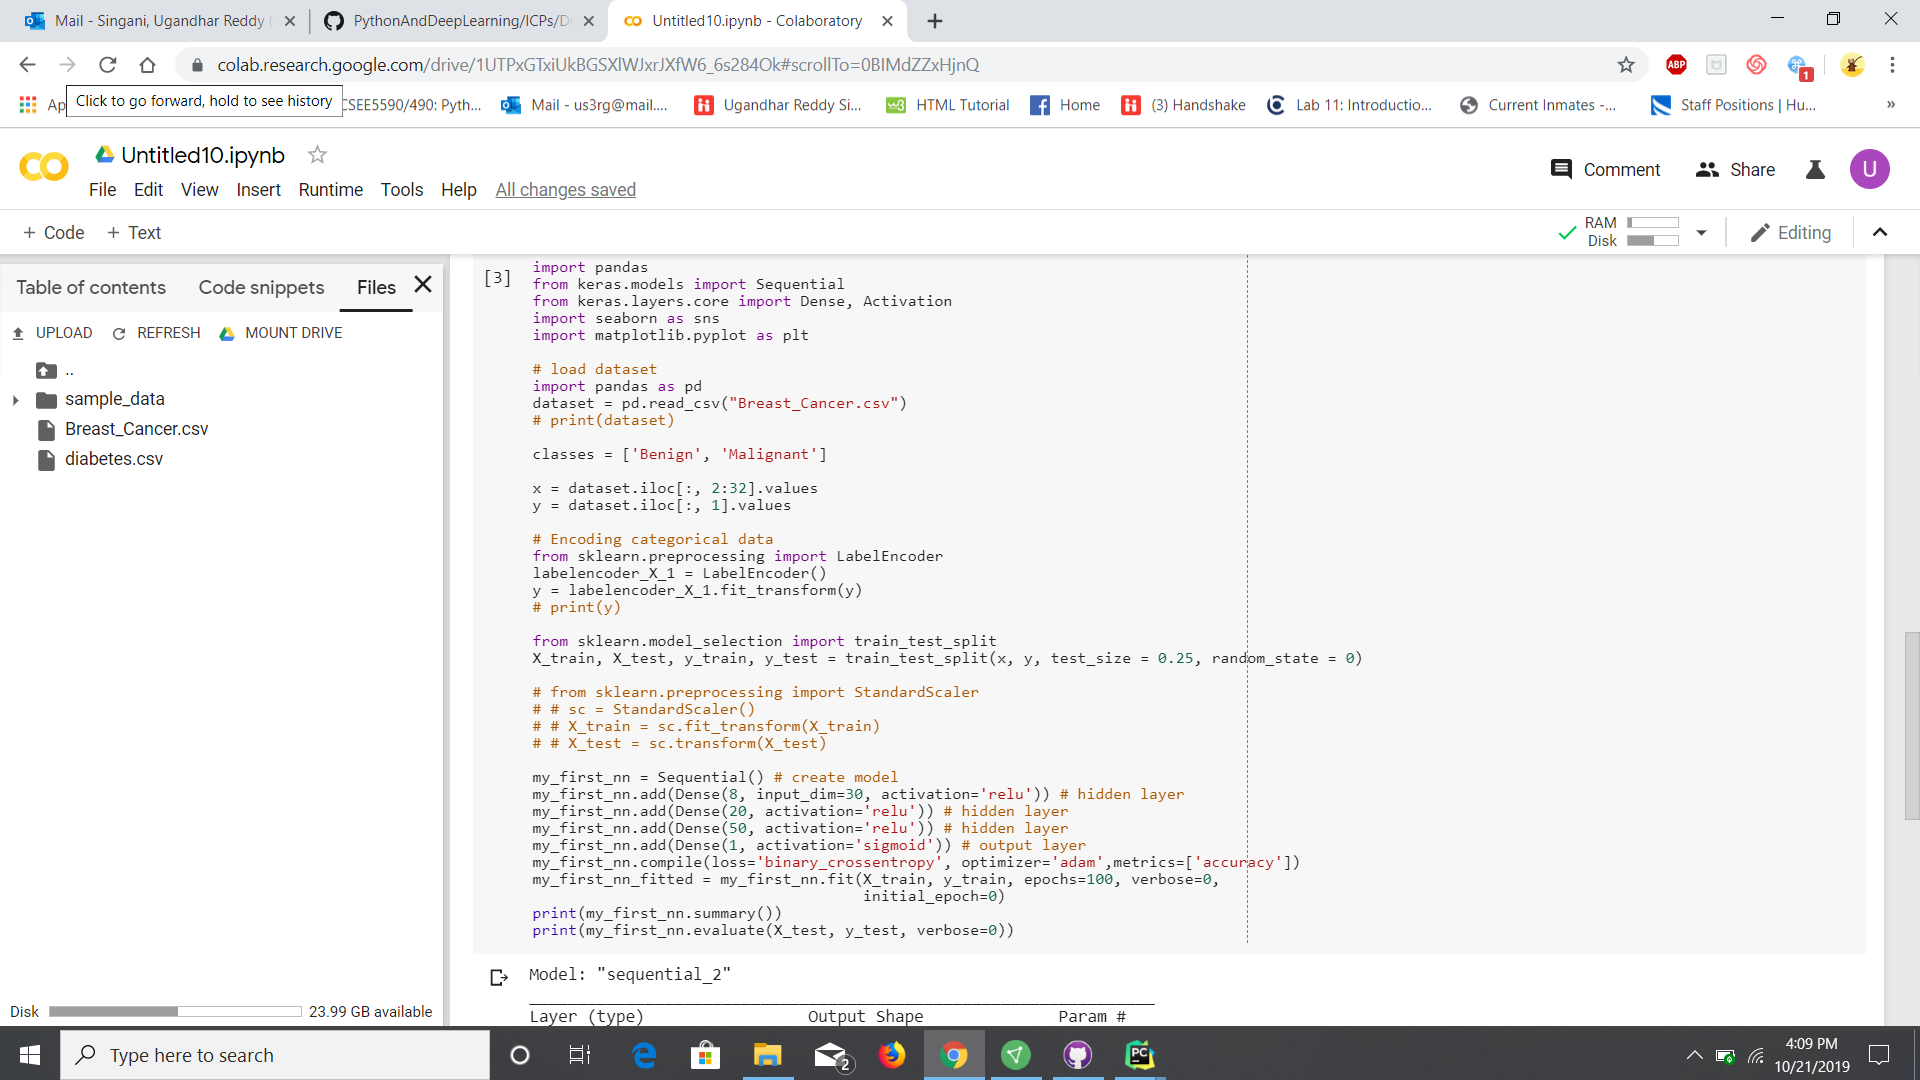 Mail - Singani, Ugandhar Reddy (
PythonAndDeepLearning/ICPs/D
Untitled10.ipynb - Colaboratory
colab.research.google.com/drive/1UTPxGTxiUkBGSXlWJxrJXfW6_6s284Ok#scrollTo=0BIMdZZxHjnQ
ABP
1
Ap
Click to go forward, hold to see history
CSEE5590/490: Pyth...
Mail - us3rg@mail....
Ugandhar Reddy Si...
HTML Tutorial
Home
(3) Handshake
Lab 11: Introductio...
Current Inmates -...
Staff Positions | Hu...
»
Untitled10.ipynb
Comment
Share
U
File Edit View Insert Runtime Tools Help All changes saved
+ Code + Text
RAM
Disk
Editing
Table of contents Code snippets Files
UPLOAD REFRESH MOUNT DRIVE
..
sample_data
Breast_Cancer.csv
diabetes.csv
Disk 23.99 GB available
[3]
import pandas
from keras.models import Sequential
from keras.layers.core import Dense, Activation
import seaborn as sns
import matplotlib.pyplot as plt
# load dataset
import pandas as pd
dataset = pd.read_csv("Breast_Cancer.csv")
# print(dataset)
classes = ['Benign', 'Malignant']
x = dataset.iloc[:, 2:32].values
y = dataset.iloc[:, 1].values
# Encoding categorical data
from sklearn.preprocessing import LabelEncoder
labelencoder_X_1 = LabelEncoder()
y = labelencoder_X_1.fit_transform(y)
# print(y)
from sklearn.model_selection import train_test_split
X_train, X_test, y_train, y_test = train_test_split(x, y, test_size = 0.25, random_state = 0)
# from sklearn.preprocessing import StandardScaler
# # sc = StandardScaler()
# # X_train = sc.fit_transform(X_train)
# # X_test = sc.transform(X_test)
my_first_nn = Sequential() # create model
my_first_nn.add(Dense(8, input_dim=30, activation='relu')) # hidden layer
my_first_nn.add(Dense(20, activation='relu')) # hidden layer
my_first_nn.add(Dense(50, activation='relu')) # hidden layer
my_first_nn.add(Dense(1, activation='sigmoid')) # output layer
my_first_nn.compile(loss='binary_crossentropy', optimizer='adam',metrics=['accuracy'])
my_first_nn_fitted = my_first_nn.fit(X_train, y_train, epochs=100, verbose=0,
initial_epoch=0)
print(my_first_nn.summary())
print(my_first_nn.evaluate(X_test, y_test, verbose=0))
Model: "sequential_2"
Layer (type) Output Shape Param #
Type here to search
2
PC
4:09 PM
10/21/2019